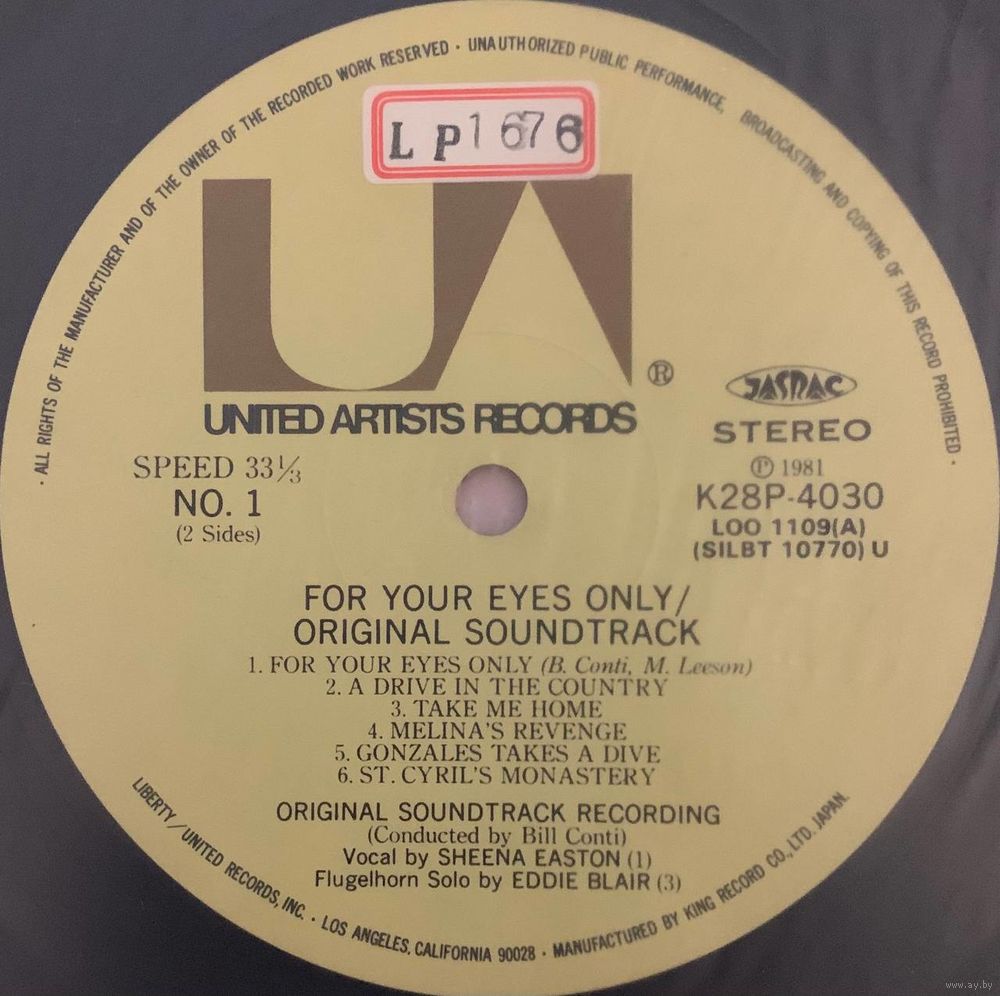 · ALL RIGHTS OF THE MANUFACTURER AND OF THE OWNER OF THE RECORDED WORK RESERVED · UNAUTHORIZED PUBLIC PERFORMANCE, BROADCASTING AND COPYING OF THIS RECORD PROHIBITED ·
LP1676
UA
®
UNITED ARTISTS RECORDS
JASRAC
STEREO
SPEED 33⅓
NO. 1
(2 Sides)
Ⓟ 1981
K28P-4030
LOO 1109(A)
(SILBT 10770) U
FOR YOUR EYES ONLY/
ORIGINAL SOUNDTRACK
1. FOR YOUR EYES ONLY (B. Conti, M. Leeson)
2. A DRIVE IN THE COUNTRY
3. TAKE ME HOME
4. MELINA'S REVENGE
5. GONZALES TAKES A DIVE
6. ST. CYRIL'S MONASTERY
ORIGINAL SOUNDTRACK RECORDING
(Conducted by Bill Conti)
Vocal by SHEENA EASTON (1)
Flugelhorn Solo by EDDIE BLAIR (3)
LIBERTY/UNITED RECORDS, INC. · LOS ANGELES, CALIFORNIA 90028 · MANUFACTURED BY KING RECORD CO., LTD. JAPAN.
www.ay.by